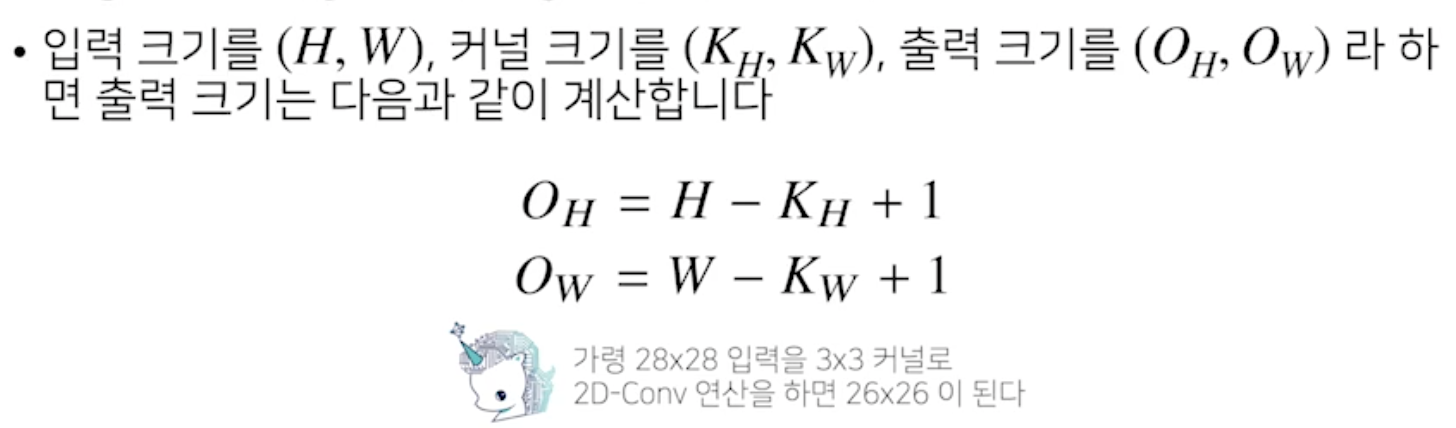 • 입력 크기를 (H, W), 커널 크기를 (K_H, K_W), 출력 크기를 (O_H, O_W) 라 하
면 출력 크기는 다음과 같이 계산합니다
O_H = H − K_H + 1
O_W = W − K_W + 1
가령 28x28 입력을 3x3 커널로
2D-Conv 연산을 하면 26x26 이 된다